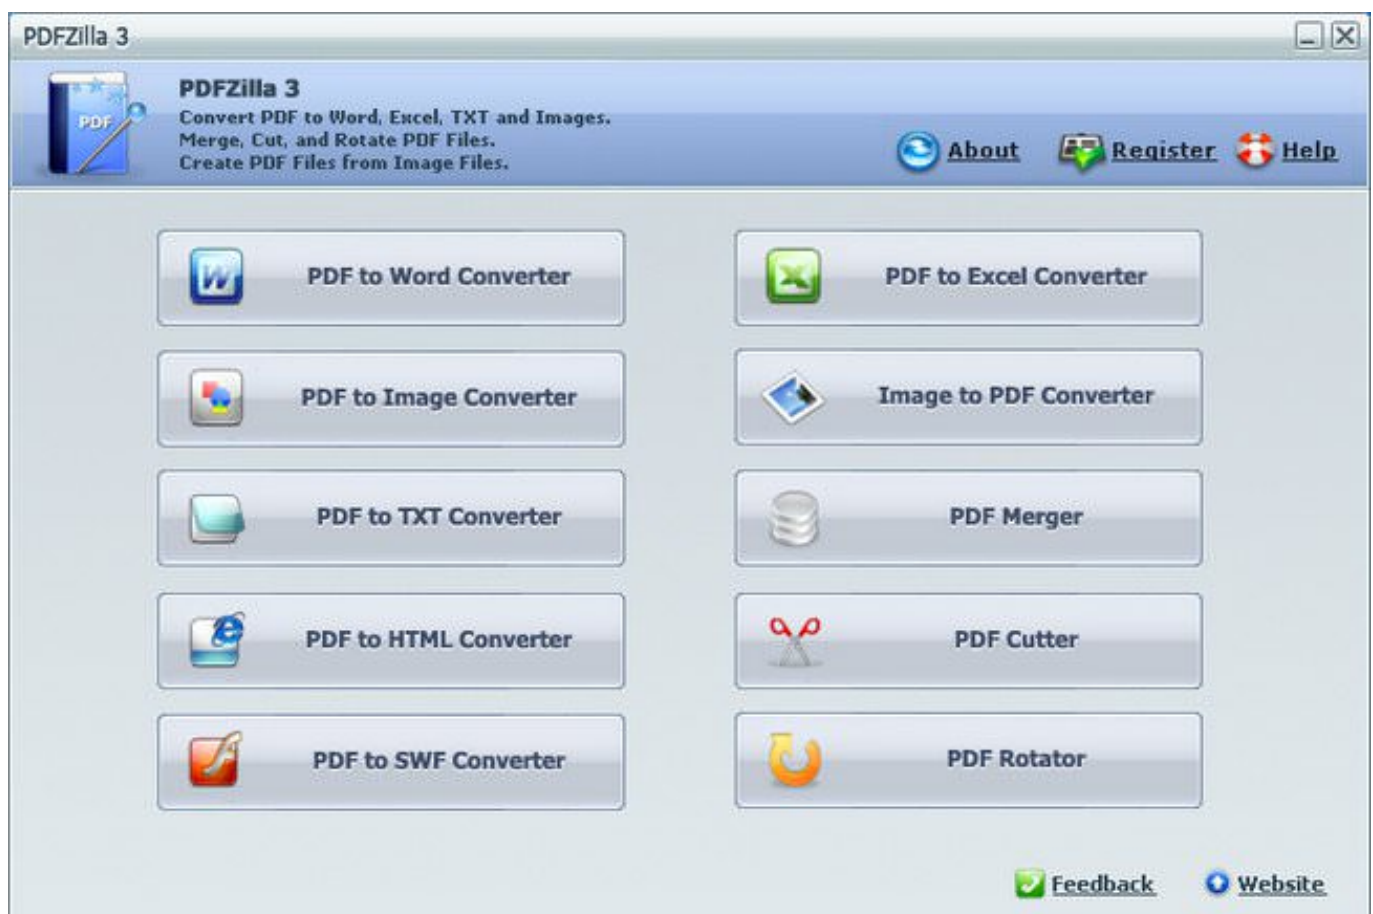 PDFZilla 3
PDF
PDFZilla 3
Convert PDF to Word, Excel, TXT and Images.
Merge, Cut, and Rotate PDF Files.
Create PDF Files from Image Files.
About Register Help
PDF to Word Converter
PDF to Excel Converter
PDF to Image Converter
Image to PDF Converter
PDF to TXT Converter
PDF Merger
PDF to HTML Converter
PDF Cutter
PDF to SWF Converter
PDF Rotator
Feedback Website